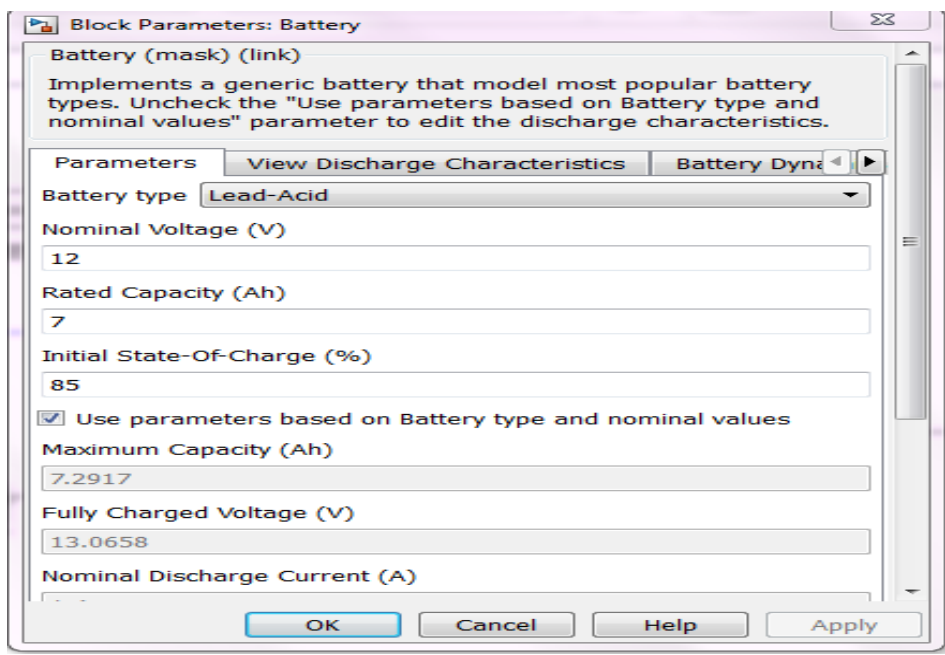 Block Parameters: Battery
Battery (mask) (link)
Implements a generic battery that model most popular battery
types. Uncheck the "Use parameters based on Battery type and
nominal values" parameter to edit the discharge characteristics.
Parameters View Discharge Characteristics Battery Dyna
Battery type Lead-Acid
Nominal Voltage (V)
12
Rated Capacity (Ah)
7
Initial State-Of-Charge (%)
85
Use parameters based on Battery type and nominal values
Maximum Capacity (Ah)
7.2917
Fully Charged Voltage (V)
13.0658
Nominal Discharge Current (A)
OK Cancel Help Apply